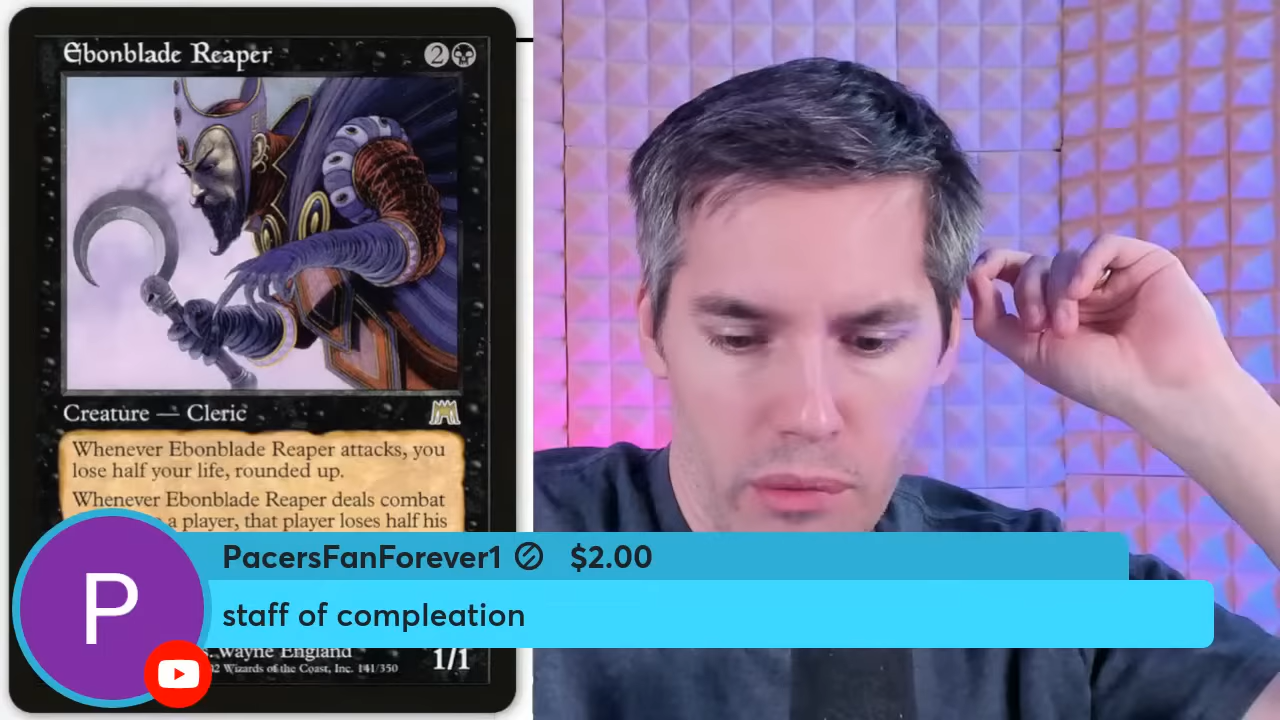 Ebonblade Reaper
2
Creature — Cleric
Whenever Ebonblade Reaper attacks, you
lose half your life, rounded up.
Whenever Ebonblade Reaper deals combat
a player, that player loses half his
P
PacersFanForever1 $2.00
staff of compleation
Wayne England
Wizards of the Coast, Inc. 141/350
1/1